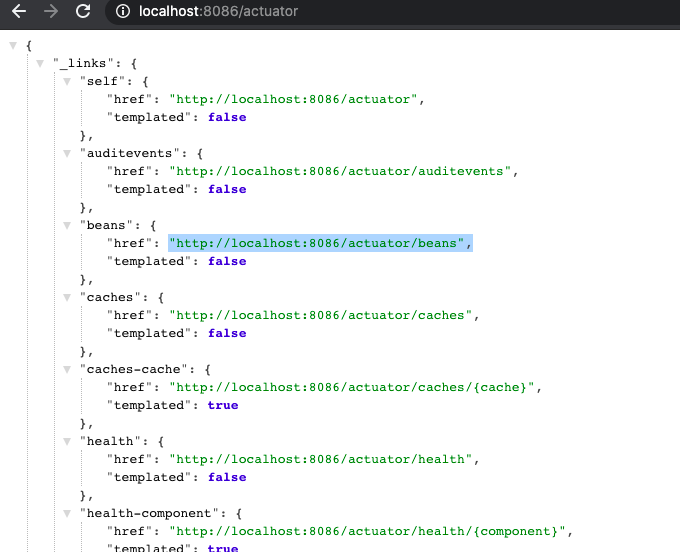 localhost:8086/actuator
{
"_links": {
"self": {
"href": "http://localhost:8086/actuator",
"templated": false
},
"auditevents": {
"href": "http://localhost:8086/actuator/auditevents",
"templated": false
},
"beans": {
"href": "http://localhost:8086/actuator/beans",
"templated": false
},
"caches": {
"href": "http://localhost:8086/actuator/caches",
"templated": false
},
"caches-cache": {
"href": "http://localhost:8086/actuator/caches/{cache}",
"templated": true
},
"health": {
"href": "http://localhost:8086/actuator/health",
"templated": false
},
"health-component": {
"href": "http://localhost:8086/actuator/health/{component}",
"templated": true